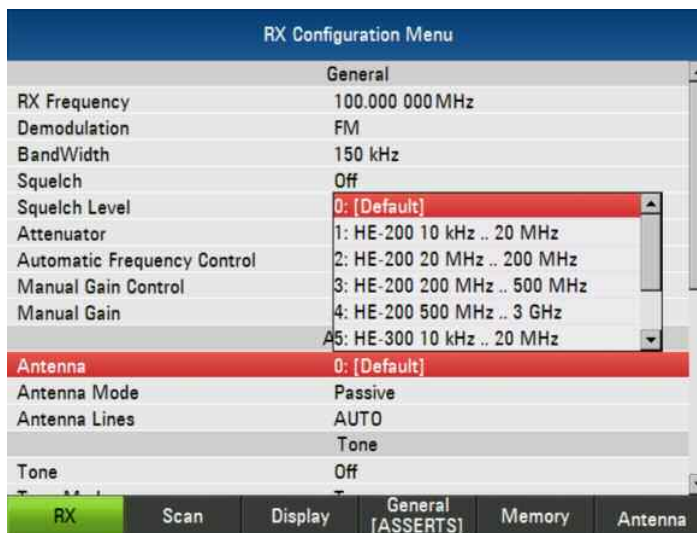 RX Configuration Menu
General
RX Frequency 100.000 000 MHz
Demodulation FM
BandWidth 150 kHz
Squelch Off
Squelch Level 0: [Default]
Attenuator 1: HE-200 10 kHz .. 20 MHz
Automatic Frequency Control 2: HE-200 20 MHz .. 200 MHz
Manual Gain Control 3: HE-200 200 MHz .. 500 MHz
Manual Gain 4: HE-200 500 MHz .. 3 GHz
A5: HE-300 10 kHz .. 20 MHz
Antenna 0: [Default]
Antenna Mode Passive
Antenna Lines AUTO
Tone
Tone Off
RX Scan Display General [ASSERTS] Memory Antenna